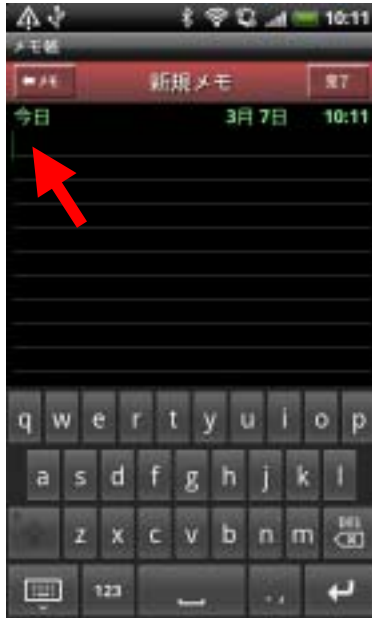 10:11
メモ帳
メモ 新規メモ 完了
今日 3月 7日 10:11
q w e r t y u i o p
a s d f g h j k l
z x c v b n m DEL
123 . ,